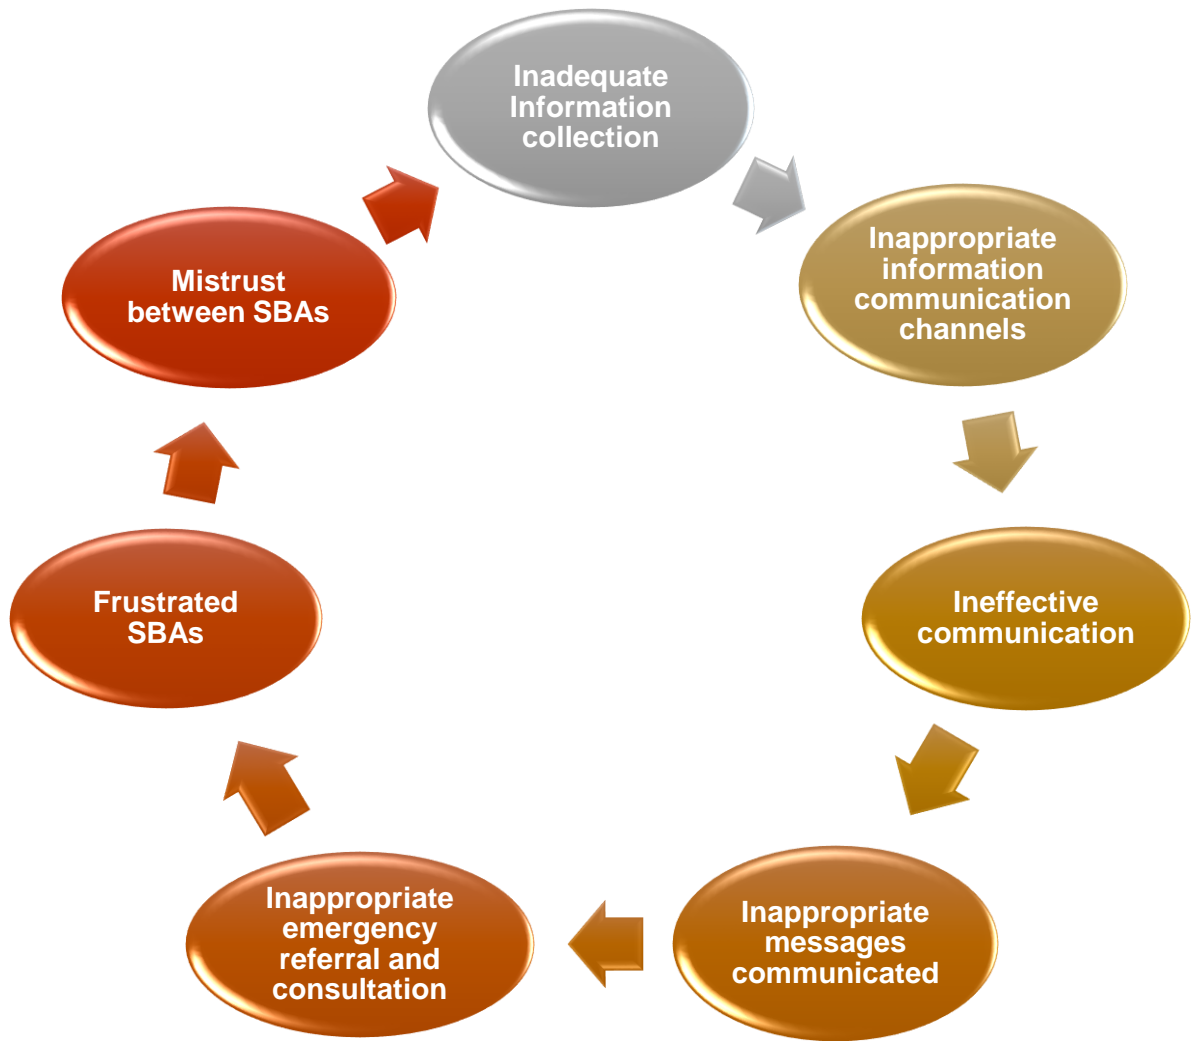 Inadequate
Information
collection
Inappropriate
information
communication
channels
Ineffective
communication
Inappropriate
messages
communicated
Inappropriate
emergency
referral and
consultation
Frustrated
SBAs
Mistrust
between SBAs